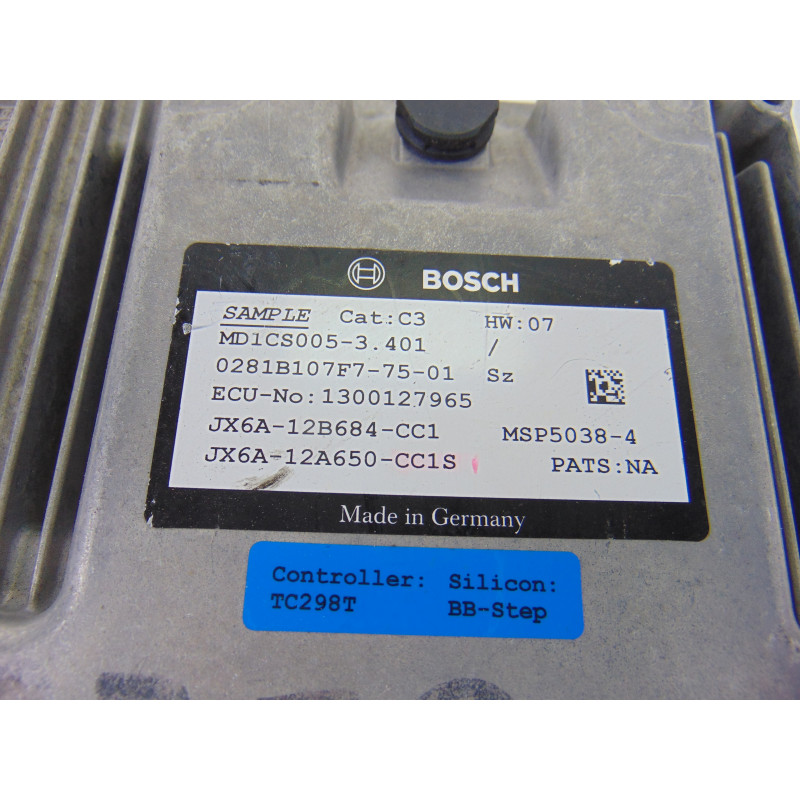 BOSCH
SAMPLE Cat:C3 HW:07
MD1CS005-3.401 /
0281B107F7-75-01 Sz
ECU-No:1300127965
JX6A-12B684-CC1 MSP5038-4
JX6A-12A650-CC1S PATS:NA
Made in Germany
Controller: Silicon:
TC298T BB-Step